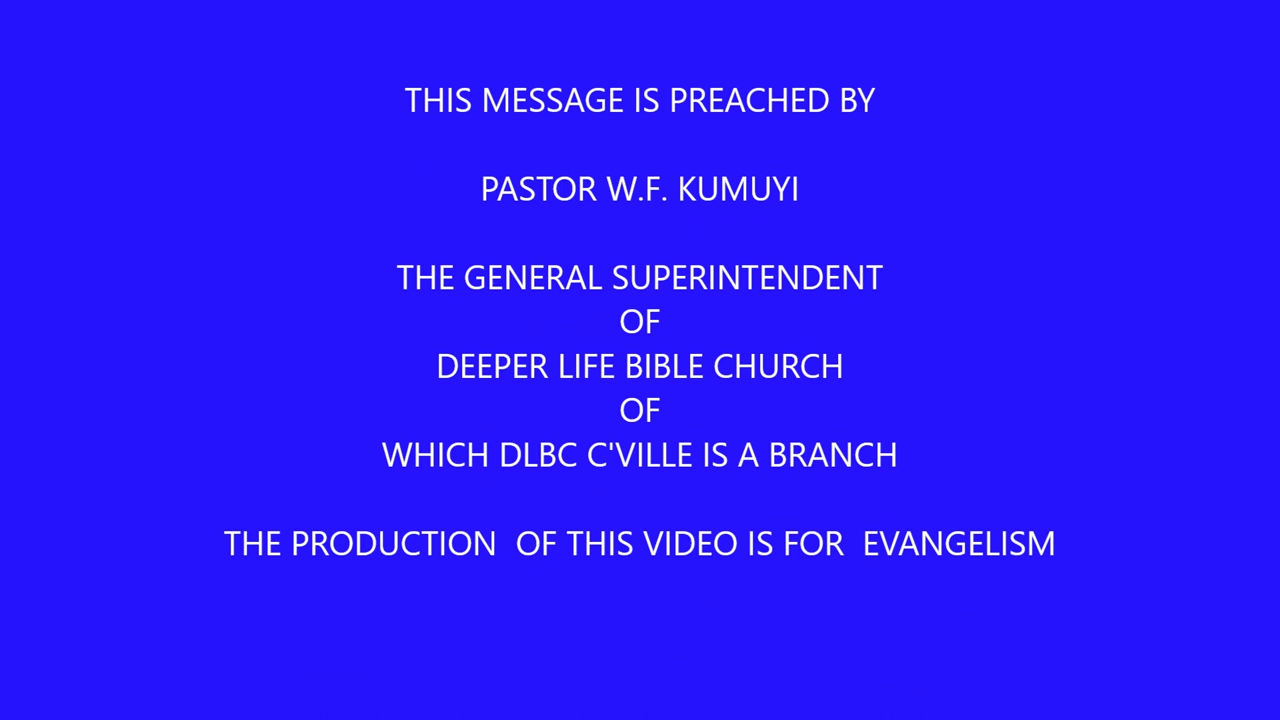 THIS MESSAGE IS PREACHED BY
PASTOR W.F. KUMUYI
THE GENERAL SUPERINTENDENT
OF
DEEPER LIFE BIBLE CHURCH
OF
WHICH DLBC C'VILLE IS A BRANCH
THE PRODUCTION  OF THIS VIDEO IS FOR  EVANGELISM